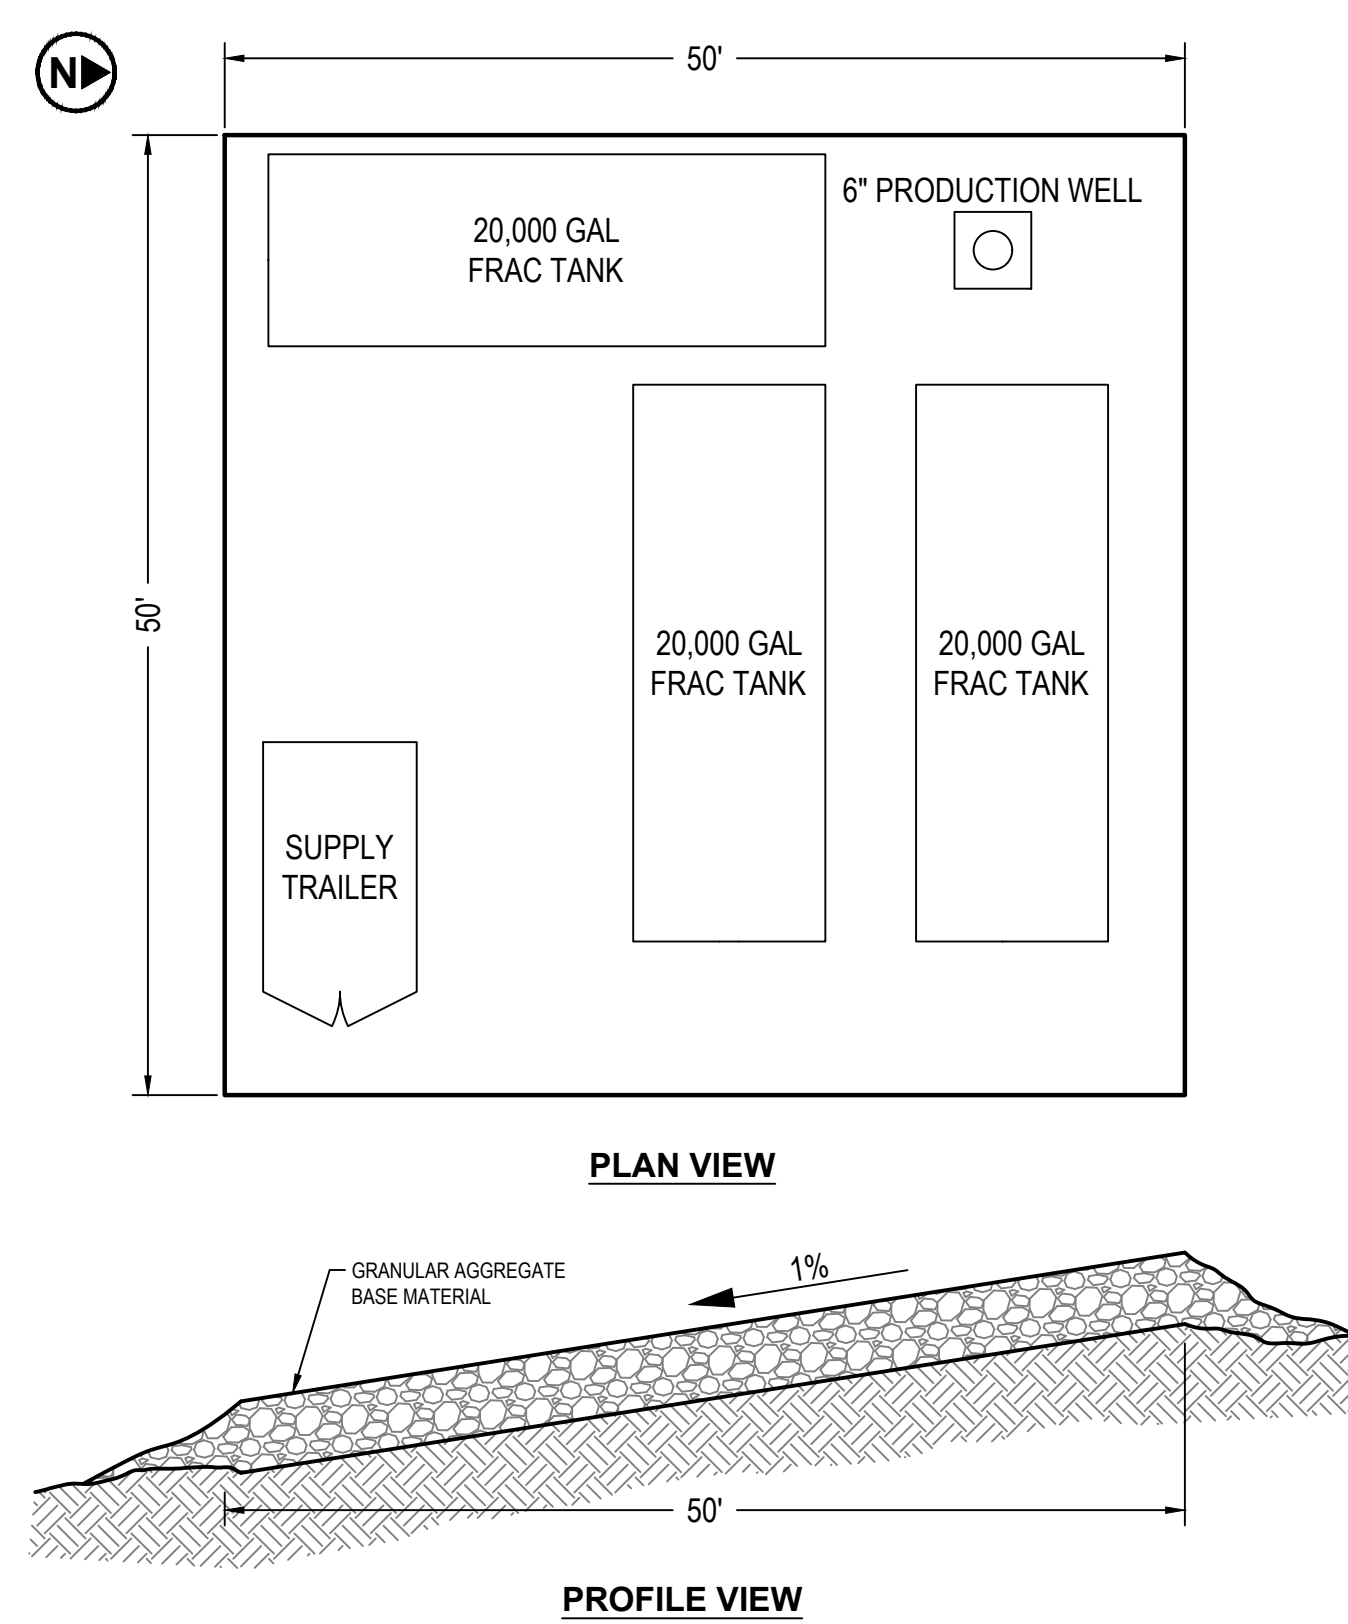 N
50'
6" PRODUCTION WELL
20,000 GAL
FRAC TANK
50'
20,000 GAL
FRAC TANK
20,000 GAL
FRAC TANK
SUPPLY
TRAILER
PLAN VIEW
GRANULAR AGGREGATE
BASE MATERIAL
1%
50'
PROFILE VIEW